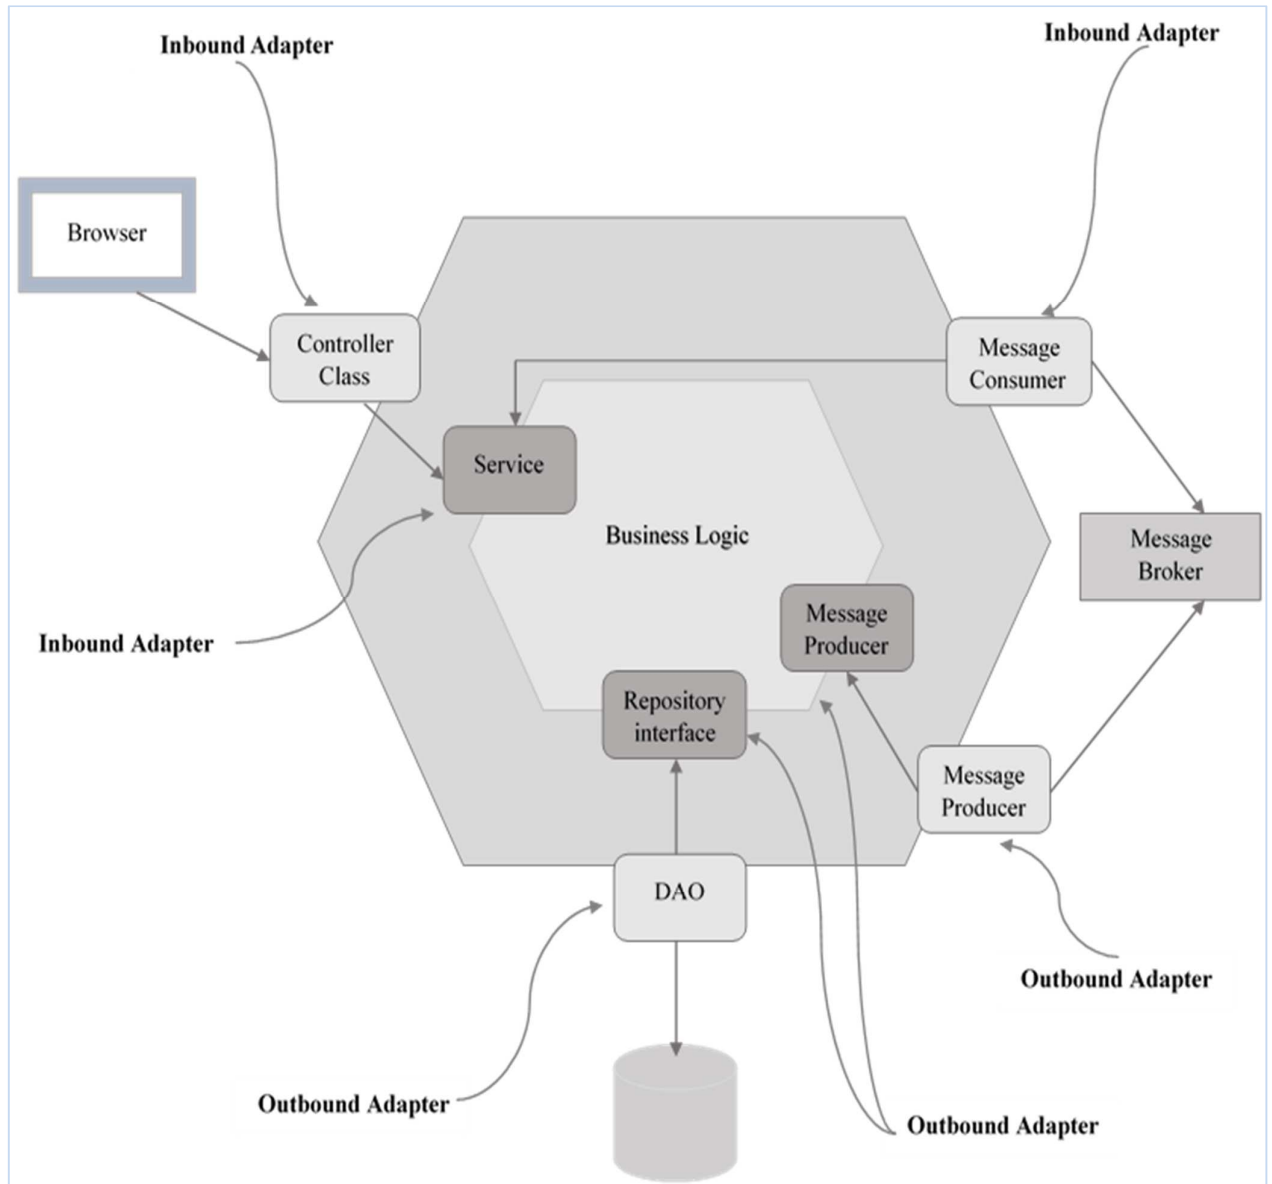 Inbound Adapter
Inbound Adapter
Browser
Controller
Class
Message
Consumer
Service
Business Logic
Message
Broker
Message
Producer
Inbound Adapter
Repository
interface
Message
Producer
DAO
Outbound Adapter
Outbound Adapter
Outbound Adapter